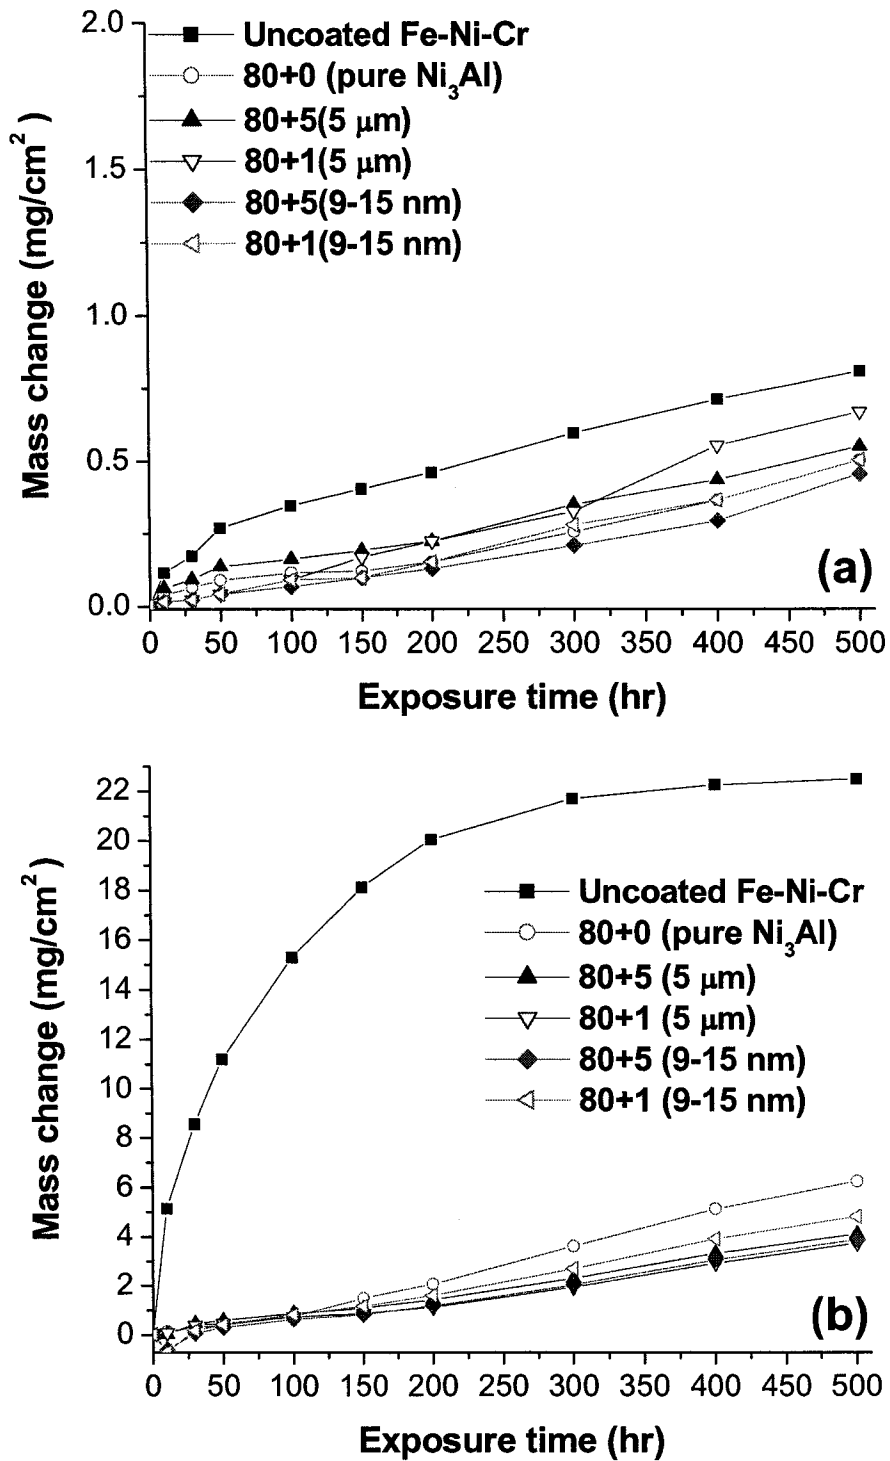 2.0
1.5
1.0
0.5
0.0
Mass change (mg/cm²)
Uncoated Fe-Ni-Cr
80+0 (pure Ni₃Al)
80+5(5 μm)
80+1(5 μm)
80+5(9-15 nm)
80+1(9-15 nm)
(a)
0 50 100 150 200 250 300 350 400 450 500
Exposure time (hr)
22
20
18
16
14
12
10
8
6
4
2
0
Mass change (mg/cm²)
Uncoated Fe-Ni-Cr
80+0 (pure Ni₃Al)
80+5 (5 μm)
80+1 (5 μm)
80+5 (9-15 nm)
80+1 (9-15 nm)
(b)
0 50 100 150 200 250 300 350 400 450 500
Exposure time (hr)